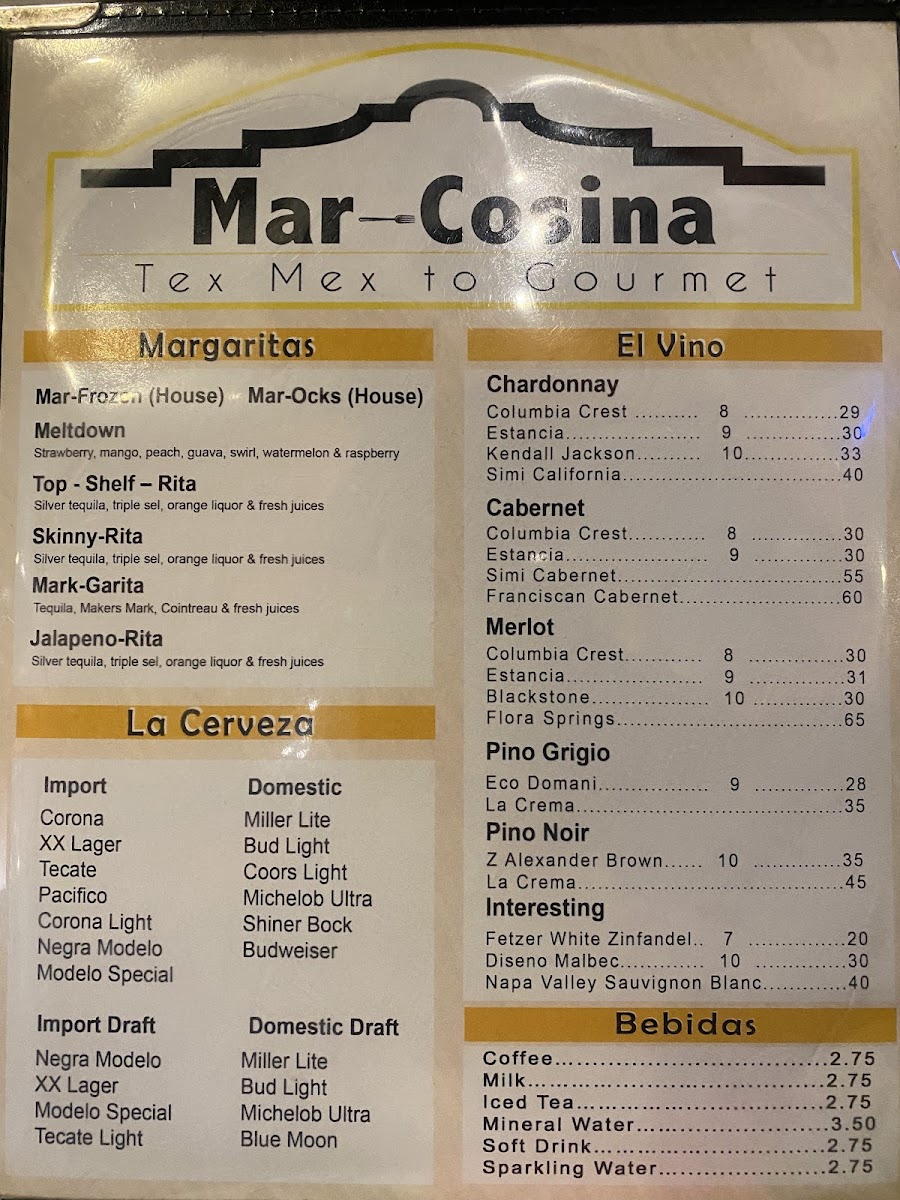 Mar-Cosina
Tex Mex to Gourmet
Margaritas
Mar-Frozen (House) - Mar-Ocks (House)
Meltdown
Strawberry, mango, peach, guava, swirl, watermelon & raspberry
Top - Shelf – Rita
Silver tequila, triple sel, orange liquor & fresh juices
Skinny-Rita
Silver tequila, triple sel, orange liquor & fresh juices
Mark-Garita
Tequila, Makers Mark, Cointreau & fresh juices
Jalapeno-Rita
Silver tequila, triple sel, orange liquor & fresh juices
La Cerveza
Import
Corona
XX Lager
Tecate
Pacifico
Corona Light
Negra Modelo
Modelo Special
Domestic
Miller Lite
Bud Light
Coors Light
Michelob Ultra
Shiner Bock
Budweiser
Import Draft
Negra Modelo
XX Lager
Modelo Special
Tecate Light
Domestic Draft
Miller Lite
Bud Light
Michelob Ultra
Blue Moon
El Vino
Chardonnay
Columbia Crest .......... 8 ..............29
Estancia..................... 9 ..............30
Kendall Jackson.......... 10..............33
Simi California..................................40
Cabernet
Columbia Crest............ 8 ..............30
Estancia..................... 9 ..............30
Simi Cabernet..................................55
Franciscan Cabernet........................60
Merlot
Columbia Crest............ 8 ..............30
Estancia..................... 9 ..............31
Blackstone.................. 10 .............30
Flora Springs..................................65
Pino Grigio
Eco Domani................. 9 ..............28
La Crema........................................35
Pino Noir
Z Alexander Brown...... 10 .............35
La Crema........................................45
Interesting
Fetzer White Zinfandel.. 7 ..............20
Diseno Malbec............. 10 .............30
Napa Valley Sauvignon Blanc.............40
Bebidas
Coffee..................................2.75
Milk.....................................2.75
Iced Tea...............................2.75
Mineral Water........................3.50
Soft Drink.............................2.75
Sparkling Water.....................2.75